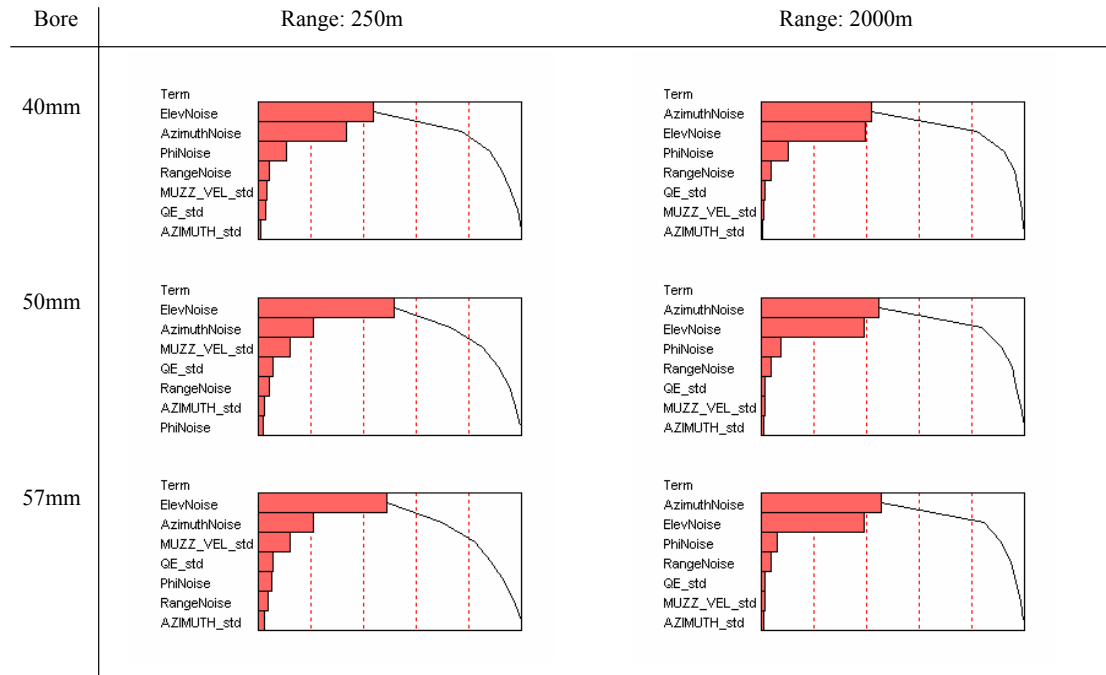 Bore Range: 250m Range: 2000m
40mm
Term
ElevNoise
AzimuthNoise
PhiNoise
RangeNoise
MUZZ_VEL_std
QE_std
AZIMUTH_std
Term
AzimuthNoise
ElevNoise
PhiNoise
RangeNoise
QE_std
MUZZ_VEL_std
AZIMUTH_std
50mm
Term
ElevNoise
AzimuthNoise
MUZZ_VEL_std
QE_std
RangeNoise
AZIMUTH_std
PhiNoise
Term
AzimuthNoise
ElevNoise
PhiNoise
RangeNoise
QE_std
MUZZ_VEL_std
AZIMUTH_std
57mm
Term
ElevNoise
AzimuthNoise
MUZZ_VEL_std
QE_std
PhiNoise
RangeNoise
AZIMUTH_std
Term
AzimuthNoise
ElevNoise
PhiNoise
RangeNoise
QE_std
MUZZ_VEL_std
AZIMUTH_std